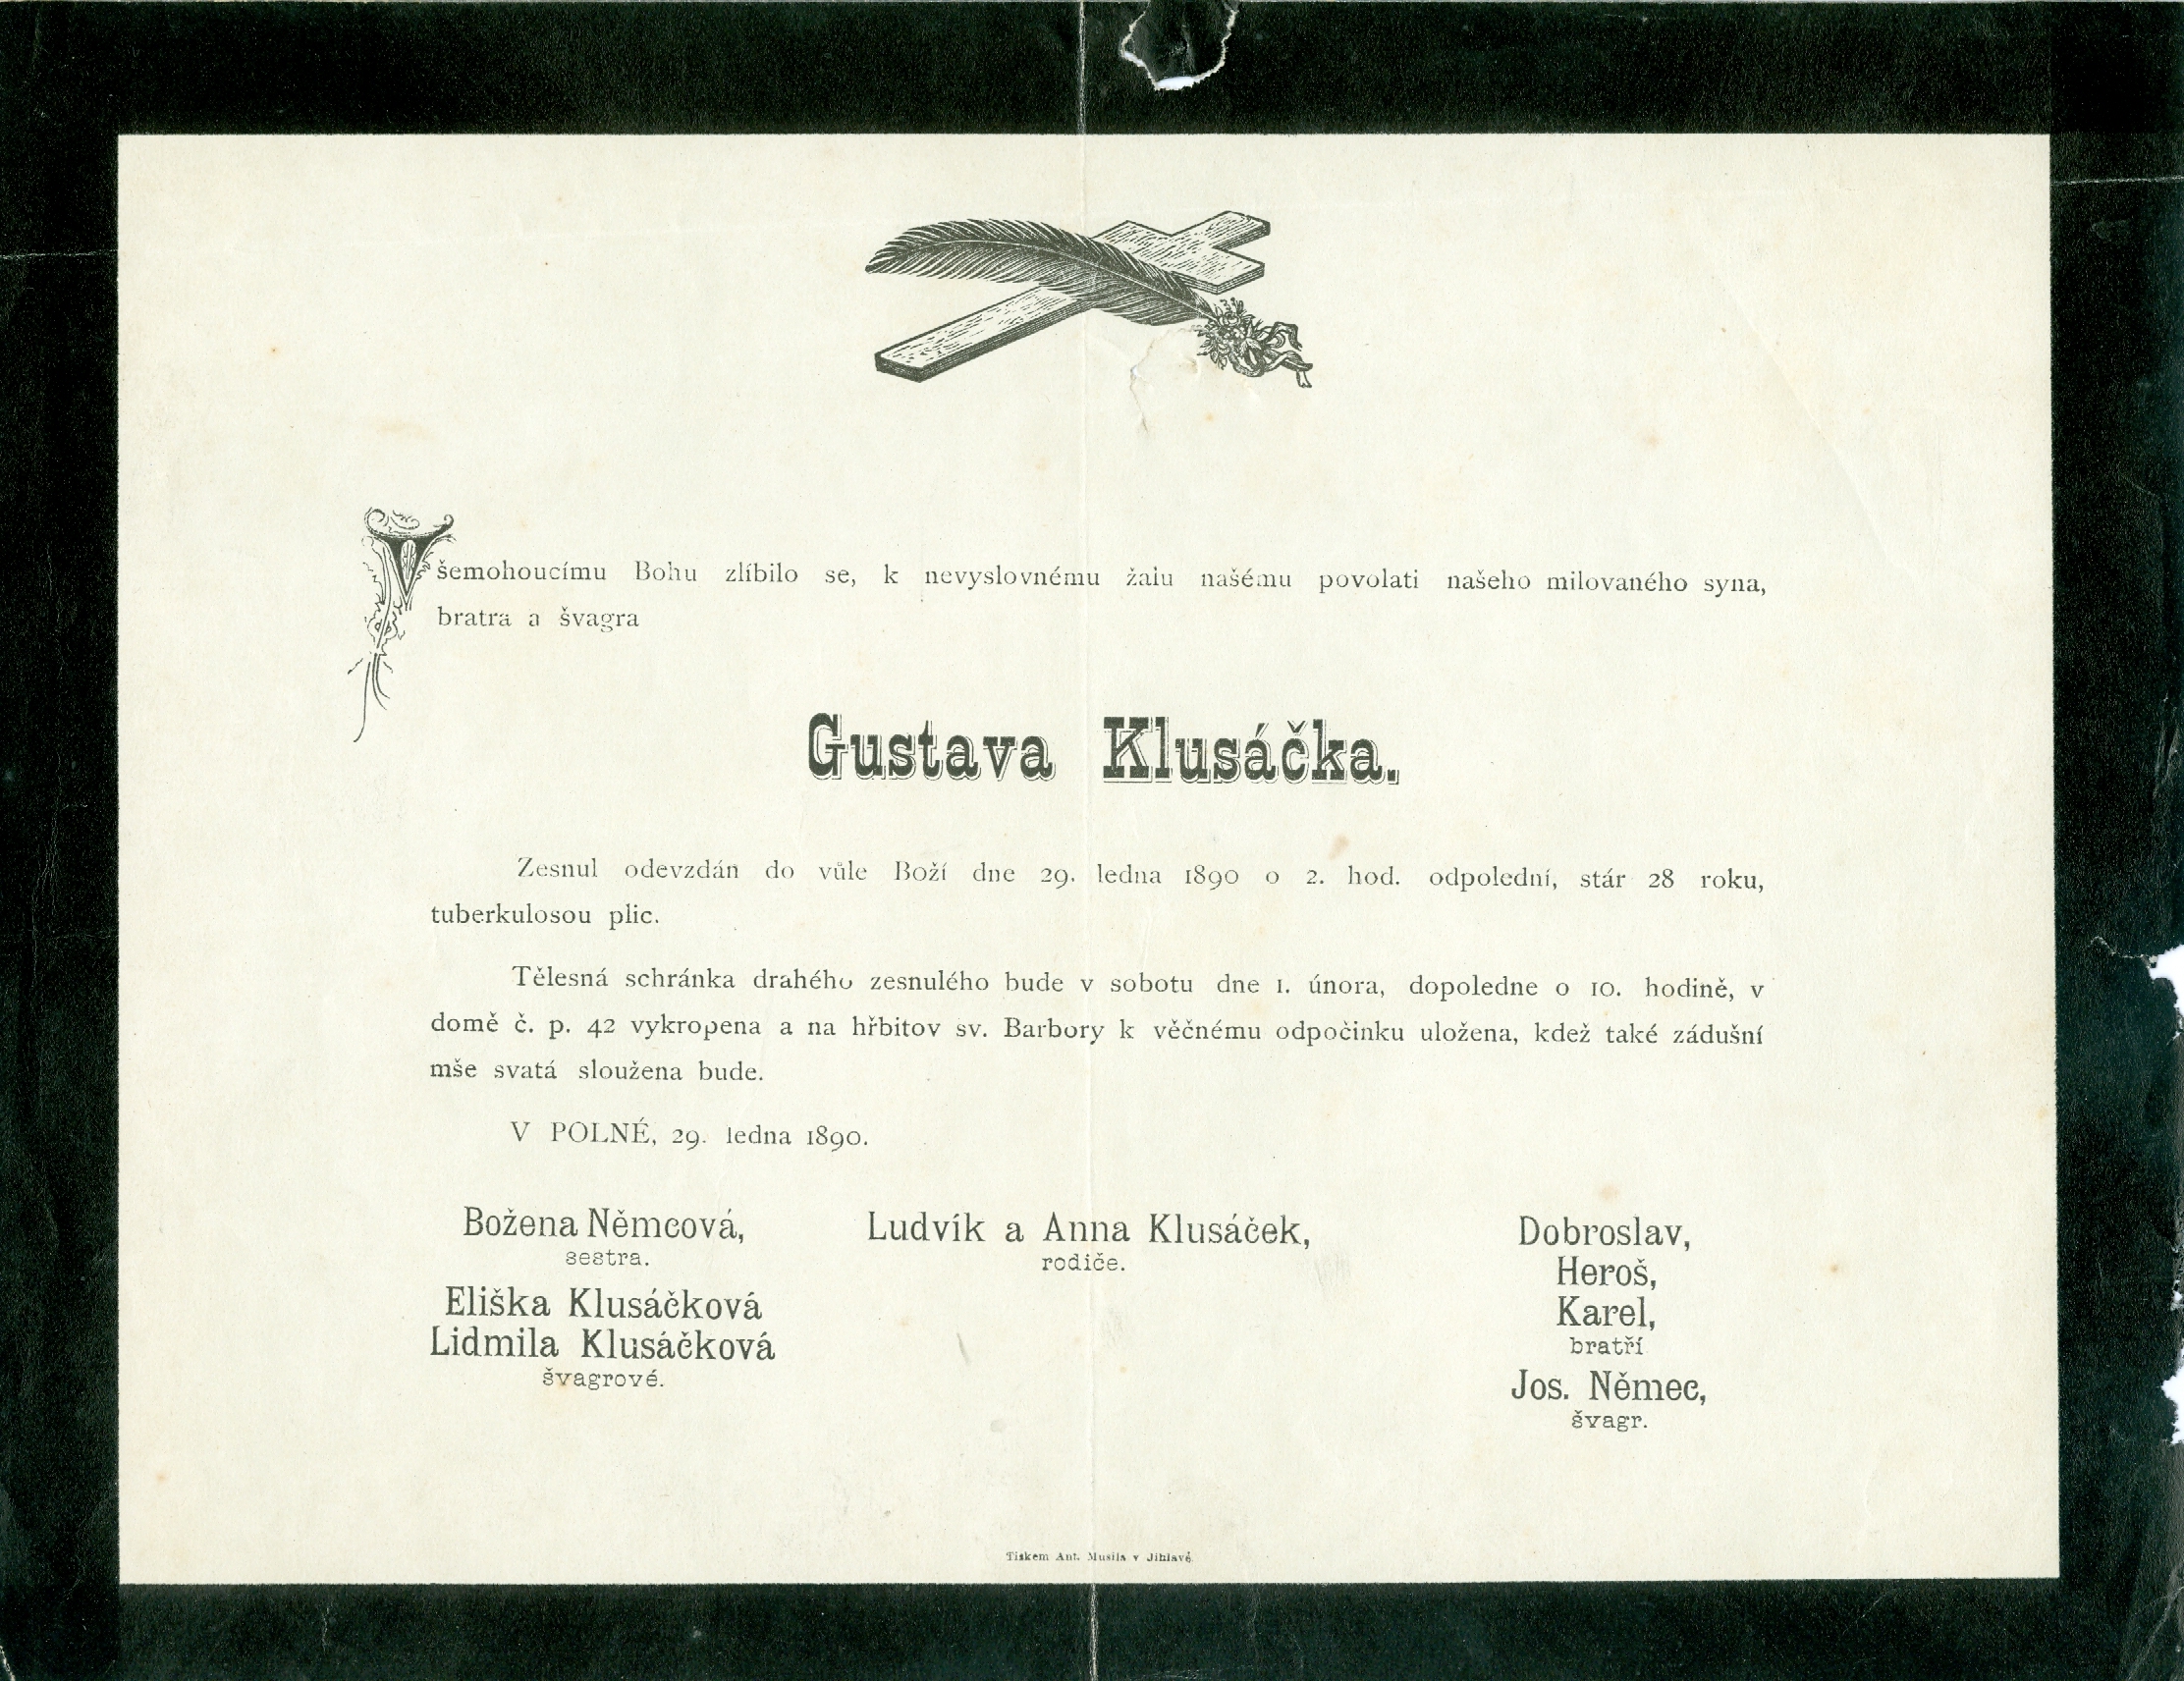 Všemohoucímu Bohu zlíbilo se, k nevyslovnému žalu našému povolati našeho milovaného syna,
bratra a švagra
Gustava Klusáčka.
Zesnul odevzdán do vůle Boží dne 29. ledna 1890 o 2. hod. odpolední, stár 28 roku,
tuberkulosou plic.
Tělesná schránka drahého zesnulého bude v sobotu dne 1. února, dopoledne o 10. hodině, v
domě č. p. 42 vykropena a na hřbitov sv. Barbory k věčnému odpočinku uložena, kdež také zádušní
mše svatá sloužena bude.
V POLNÉ, 29. ledna 1890.
Božena Němcová,
sestra.
Eliška Klusáčková
Lidmila Klusáčková
švagrové.
Ludvík a Anna Klusáček,
rodiče.
Dobroslav,
Heroš,
Karel,
bratří
Jos. Němec,
švagr.
Tiskem Ant. Musila v Jihlavě.